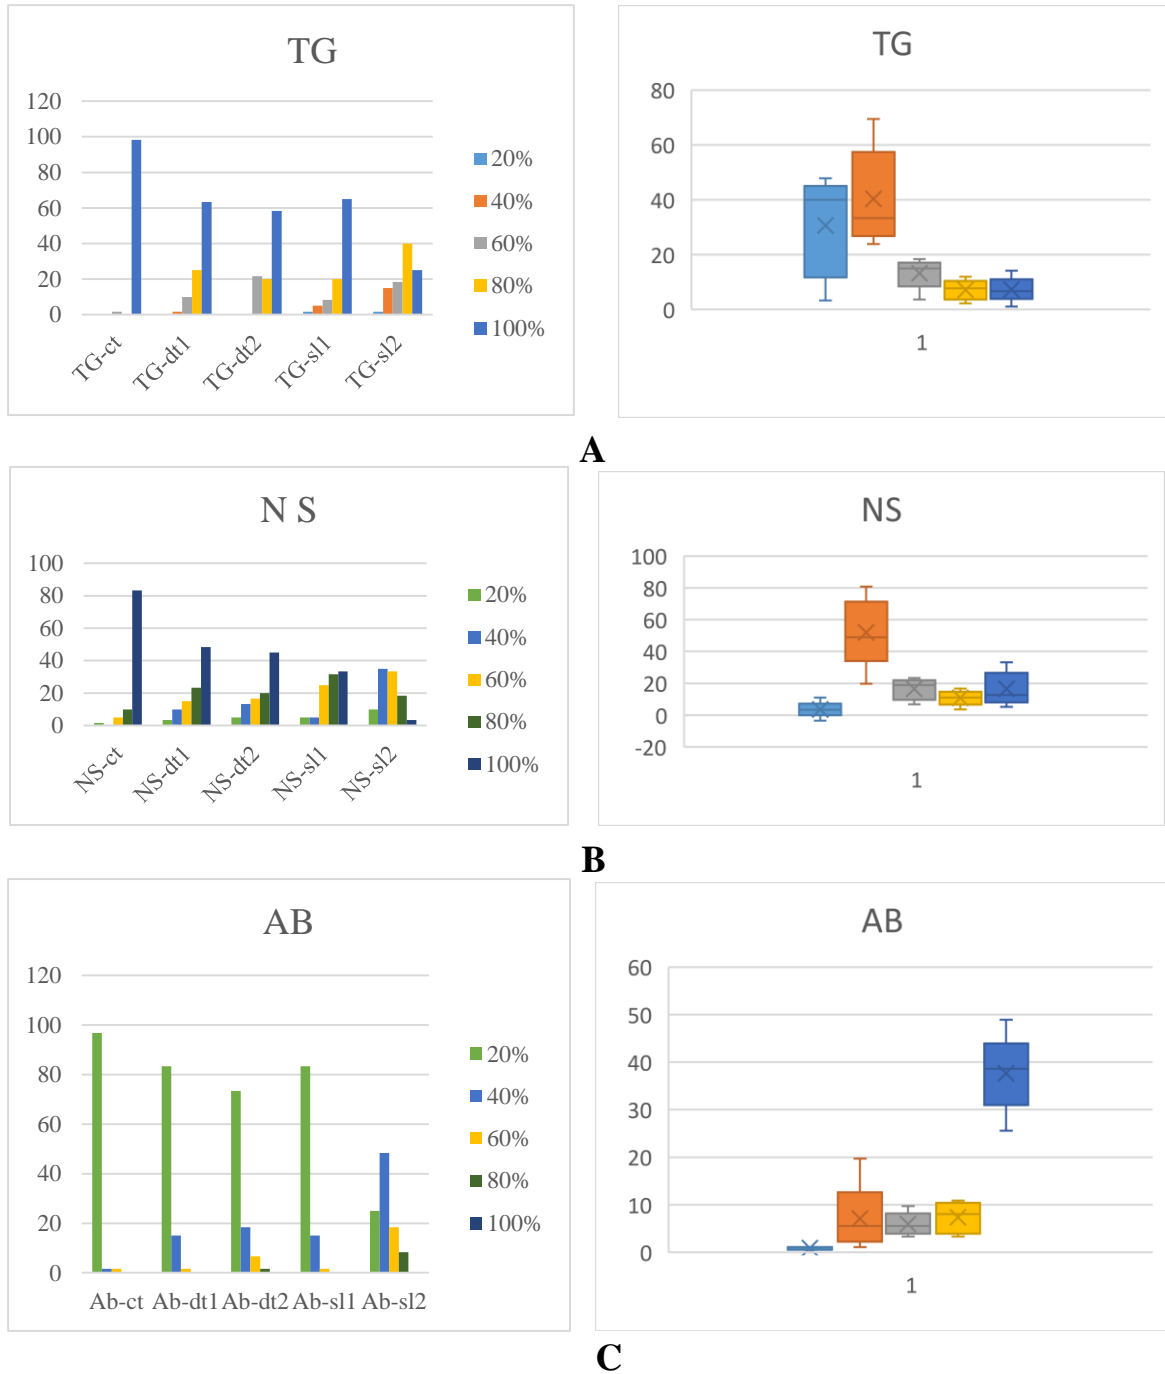 TG
120
100
80
60
40
20
0
TG-ct
TG-dt1
TG-dt2
TG-sl1
TG-sl2
20%
40%
60%
80%
100%
TG
80
60
40
20
0
1
A
N S
100
80
60
40
20
0
NS-ct
NS-dt1
NS-dt2
NS-sl1
NS-sl2
20%
40%
60%
80%
100%
NS
100
80
60
40
20
0
-20
1
B
AB
120
100
80
60
40
20
0
Ab-ct Ab-dt1 Ab-dt2 Ab-sl1 Ab-sl2
20%
40%
60%
80%
100%
AB
60
50
40
30
20
10
0
1
C